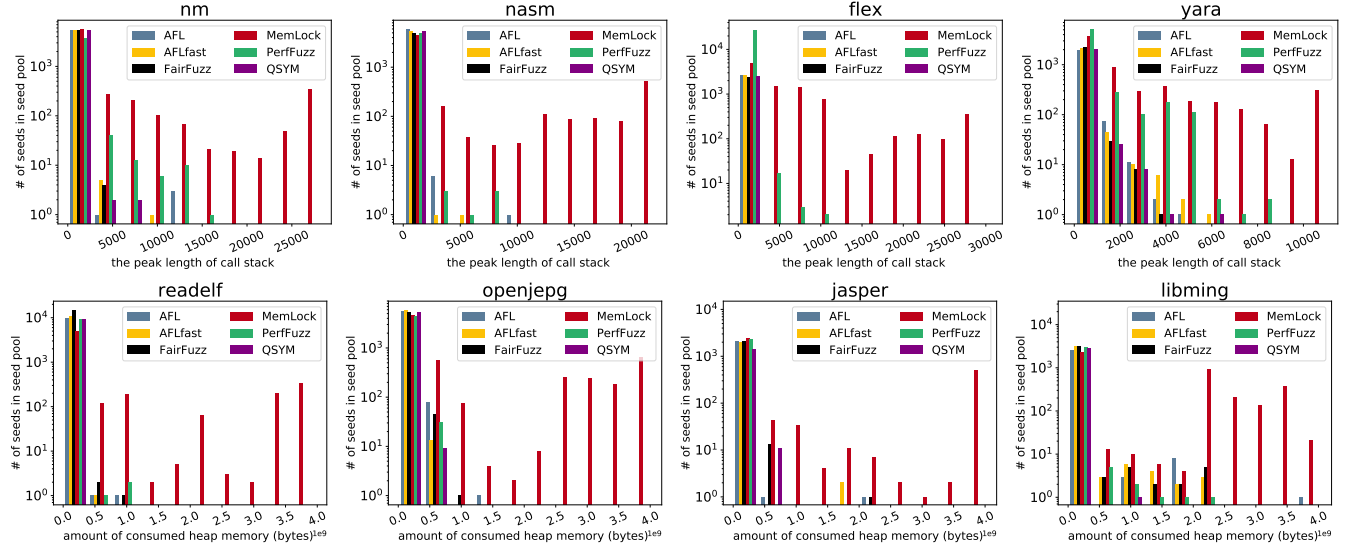 nm
# of seeds in seed pool
10³
10²
10¹
10⁰
AFL MemLock
AFLfast PerfFuzz
FairFuzz QSYM
0 5000 10000 15000 20000 25000
the peak length of call stack
nasm
# of seeds in seed pool
10³
10²
10¹
10⁰
AFL MemLock
AFLfast PerfFuzz
FairFuzz QSYM
0 5000 10000 15000 20000
the peak length of call stack
flex
# of seeds in seed pool
10⁴
10³
10²
10¹
AFL MemLock
AFLfast PerfFuzz
FairFuzz QSYM
0 5000 10000 15000 20000 25000 30000
the peak length of call stack
yara
# of seeds in seed pool
10³
10²
10¹
10⁰
AFL MemLock
AFLfast PerfFuzz
FairFuzz QSYM
0 2000 4000 6000 8000 10000
the peak length of call stack
readelf
# of seeds in seed pool
10⁴
10³
10²
10¹
10⁰
AFL MemLock
AFLfast PerfFuzz
FairFuzz QSYM
0.0 0.5 1.0 1.5 2.0 2.5 3.0 3.5 4.0
amount of consumed heap memory (bytes)1e9
openjepg
# of seeds in seed pool
10³
10²
10¹
10⁰
AFL MemLock
AFLfast PerfFuzz
FairFuzz QSYM
0.0 0.5 1.0 1.5 2.0 2.5 3.0 3.5 4.0
amount of consumed heap memory (bytes)1e9
jasper
# of seeds in seed pool
10⁴
10³
10²
10¹
10⁰
AFL MemLock
AFLfast PerfFuzz
FairFuzz QSYM
0.0 0.5 1.0 1.5 2.0 2.5 3.0 3.5 4.0
amount of consumed heap memory (bytes)1e9
libming
# of seeds in seed pool
10⁴
10³
10²
10¹
10⁰
AFL MemLock
AFLfast PerfFuzz
FairFuzz QSYM
0.0 0.5 1.0 1.5 2.0 2.5 3.0 3.5 4.0
amount of consumed heap memory (bytes)1e9